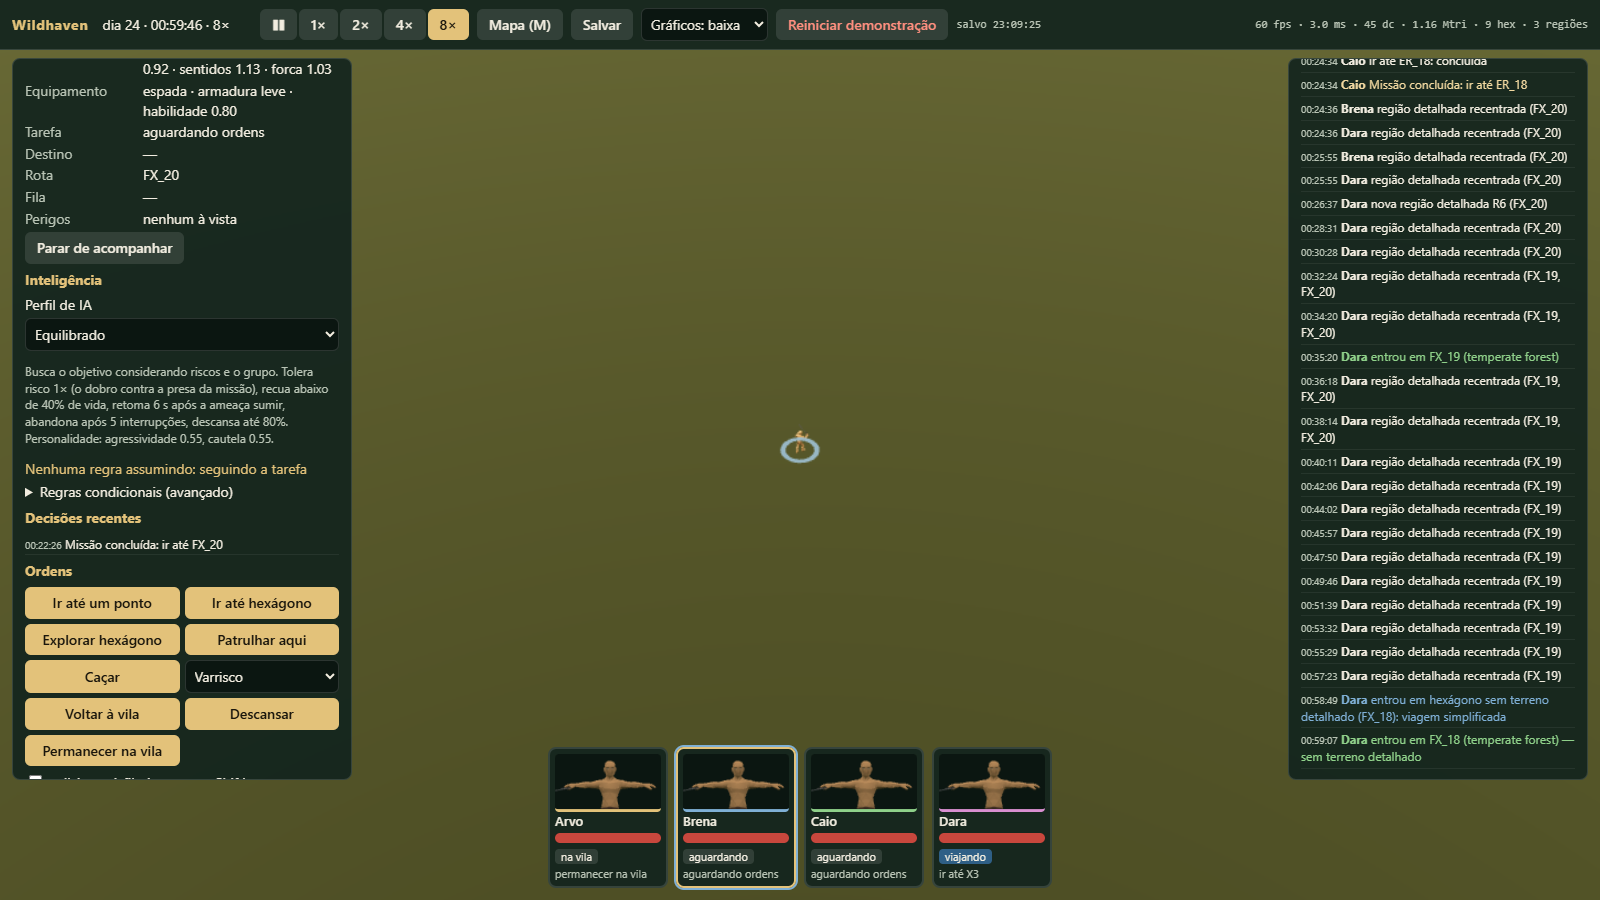 Wildhaven dia 24 · 00:59:46 · 8× 1× 2× 4× 8× Mapa (M) Salvar Gráficos: baixa Reiniciar demonstração salvo 23:09:25 60 fps · 3.0 ms · 45 dc · 1.16 Mtri · 9 hex · 3 regiões
0.92 · sentidos 1.13 · forca 1.03
Equipamento espada · armadura leve ·
habilidade 0.80
Tarefa aguardando ordens
Destino —
Rota FX_20
Fila —
Perigos nenhum à vista
Parar de acompanhar
Inteligência
Perfil de IA
Equilibrado
Busca o objetivo considerando riscos e o grupo. Tolera
risco 1× (o dobro contra a presa da missão), recua abaixo
de 40% de vida, retoma 6 s após a ameaça sumir,
abandona após 5 interrupções, descansa até 80%.
Personalidade: agressividade 0.55, cautela 0.55.
Nenhuma regra assumindo: seguindo a tarefa
Regras condicionais (avançado)
Decisões recentes
00:22:26 Missão concluída: ir até FX_20
Ordens
Ir até um ponto Ir até hexágono
Explorar hexágono Patrulhar aqui
Caçar Varrisco
Voltar à vila Descansar
Permanecer na vila
00:24:34 Caio ir até ER_18: concluída
00:24:34 Caio Missão concluída: ir até ER_18
00:24:36 Brena região detalhada recentrada (FX_20)
00:24:36 Dara região detalhada recentrada (FX_20)
00:25:55 Brena região detalhada recentrada (FX_20)
00:25:55 Dara região detalhada recentrada (FX_20)
00:26:37 Dara nova região detalhada R6 (FX_20)
00:28:31 Dara região detalhada recentrada (FX_20)
00:30:28 Dara região detalhada recentrada (FX_20)
00:32:24 Dara região detalhada recentrada (FX_19,
FX_20)
00:34:20 Dara região detalhada recentrada (FX_19,
FX_20)
00:35:20 Dara entrou em FX_19 (temperate forest)
00:36:18 Dara região detalhada recentrada (FX_19,
FX_20)
00:38:14 Dara região detalhada recentrada (FX_19,
FX_20)
00:40:11 Dara região detalhada recentrada (FX_19)
00:42:06 Dara região detalhada recentrada (FX_19)
00:44:02 Dara região detalhada recentrada (FX_19)
00:45:57 Dara região detalhada recentrada (FX_19)
00:47:50 Dara região detalhada recentrada (FX_19)
00:49:46 Dara região detalhada recentrada (FX_19)
00:51:39 Dara região detalhada recentrada (FX_19)
00:53:32 Dara região detalhada recentrada (FX_19)
00:55:29 Dara região detalhada recentrada (FX_19)
00:57:23 Dara região detalhada recentrada (FX_19)
00:58:49 Dara entrou em hexágono sem terreno
detalhado (FX_18): viagem simplificada
00:59:07 Dara entrou em FX_18 (temperate forest) —
sem terreno detalhado
Arvo Brena Caio Dara
na vila aguardando aguardando viajando
permanecer na vila aguardando ordens aguardando ordens ir até X3